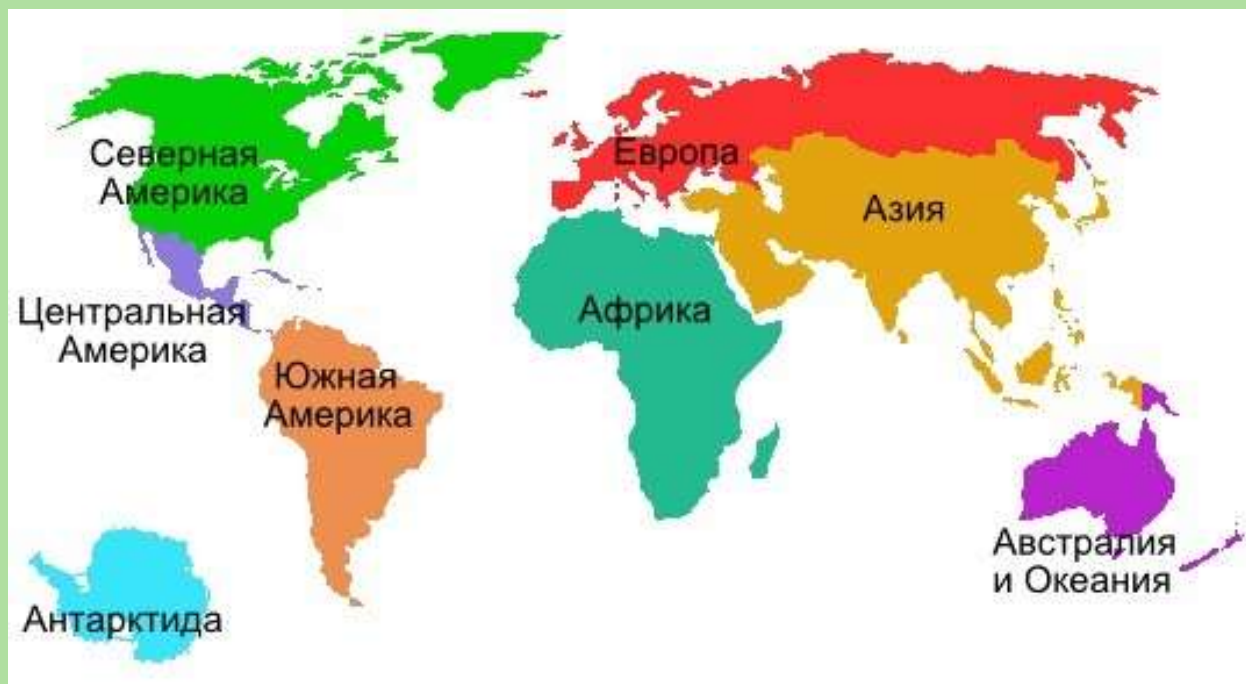 Северная
Америка
Европа
Азия
Центральная
Америка
Африка
Южная
Америка
Австралия
и Океания
Антарктида